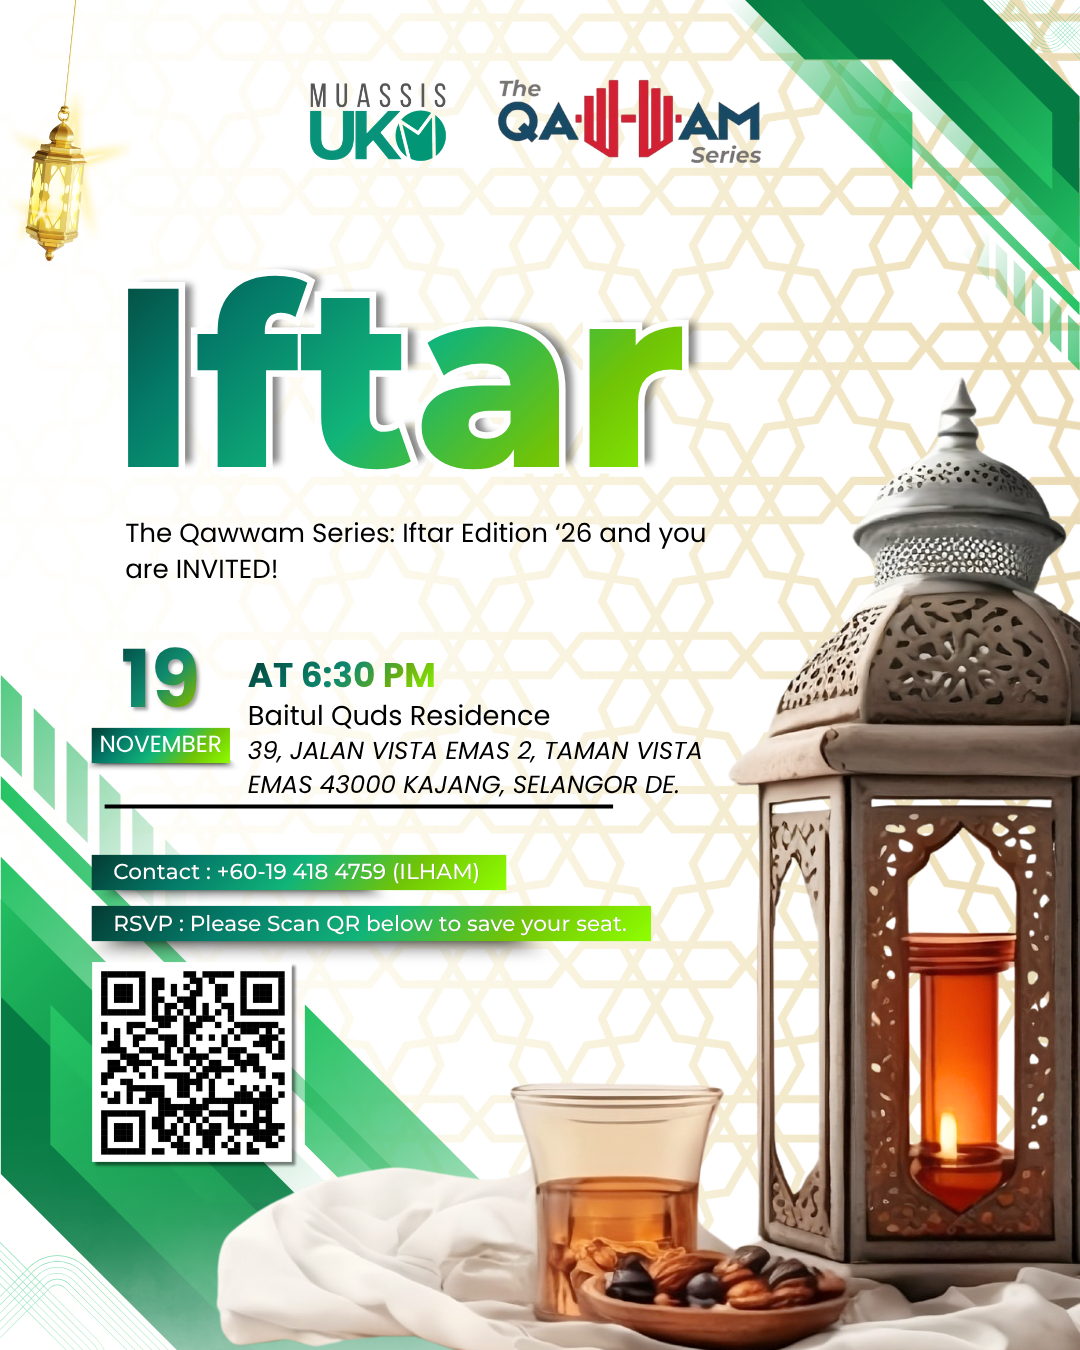 MUASSIS
UKM
The
QAWWAM
Series
Iftar
The Qawwam Series: Iftar Edition ‘26 and you
are INVITED!
19
NOVEMBER
AT 6:30 PM
Baitul Quds Residence
39, JALAN VISTA EMAS 2, TAMAN VISTA
EMAS 43000 KAJANG, SELANGOR DE.
Contact : +60-19 418 4759 (ILHAM)
RSVP : Please Scan QR below to save your seat.